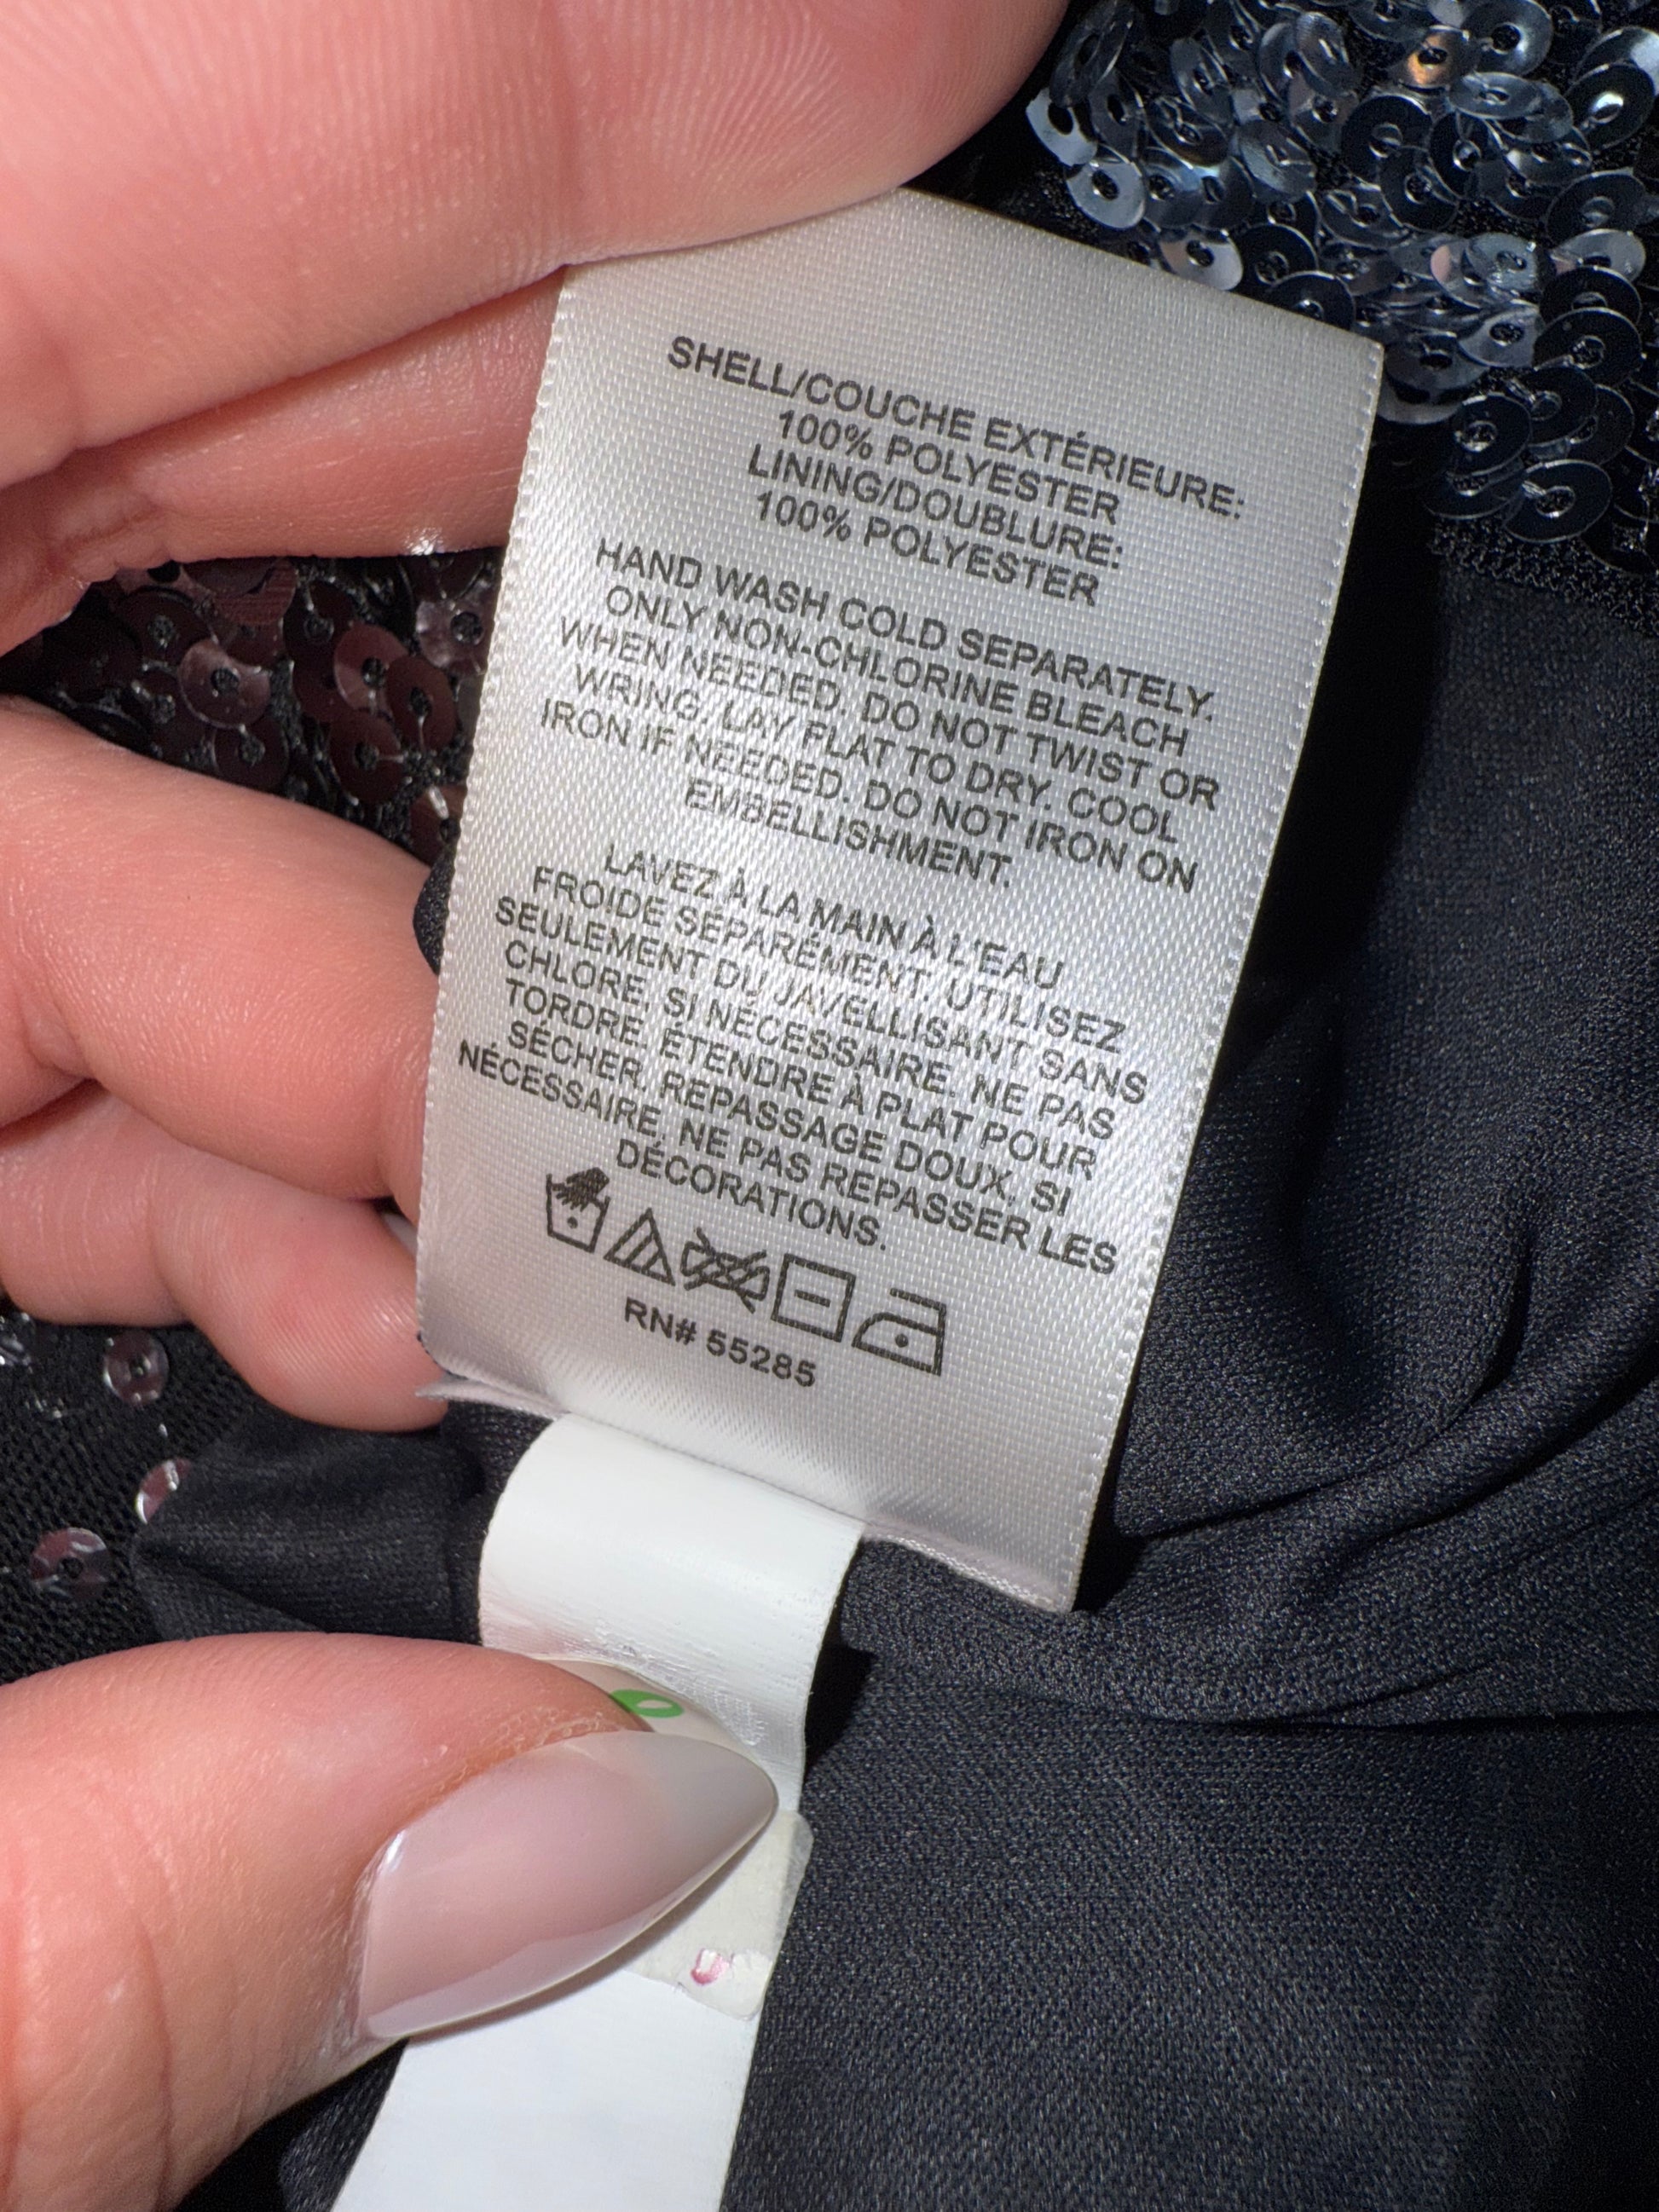 SHELL/COUCHE EXTÉRIEURE:
100% POLYESTER
LINING/DOUBLURE:
100% POLYESTER
HAND WASH COLD SEPARATELY.
ONLY NON-CHLORINE BLEACH
WHEN NEEDED. DO NOT TWIST OR
WRING. LAY FLAT TO DRY. COOL
IRON IF NEEDED. DO NOT IRON ON
EMBELLISHMENT.
LAVEZ À LA MAIN À L'EAU
FROIDE SÉPARÉMENT. UTILISEZ
SEULEMENT DU JAVELLISANT SANS
CHLORE, SI NÉCESSAIRE. NE PAS
TORDRE. ÉTENDRE À PLAT POUR
SÉCHER. REPASSAGE DOUX, SI
NÉCESSAIRE, NE PAS REPASSER LES
DÉCORATIONS.
RN# 55285